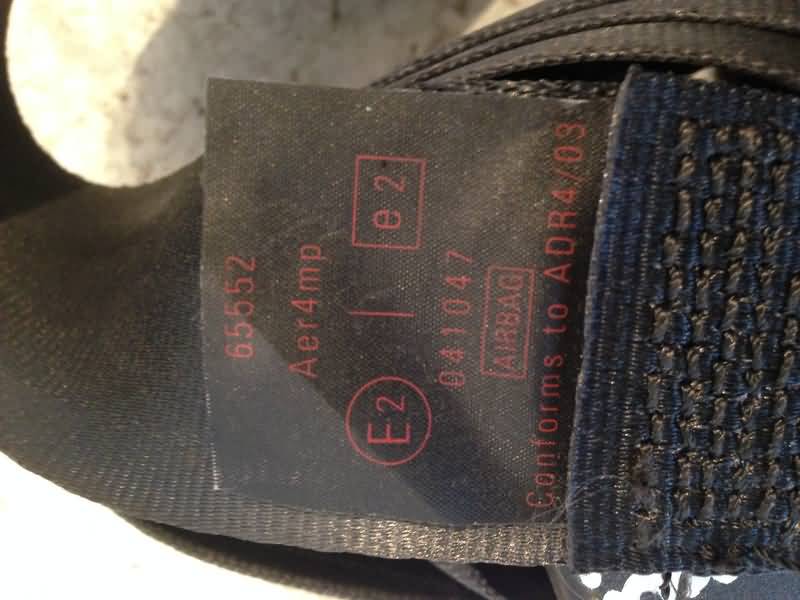 65552
Aer4mp
E2 | e2
041047
AIRBAG
Conforms to ADR4/03